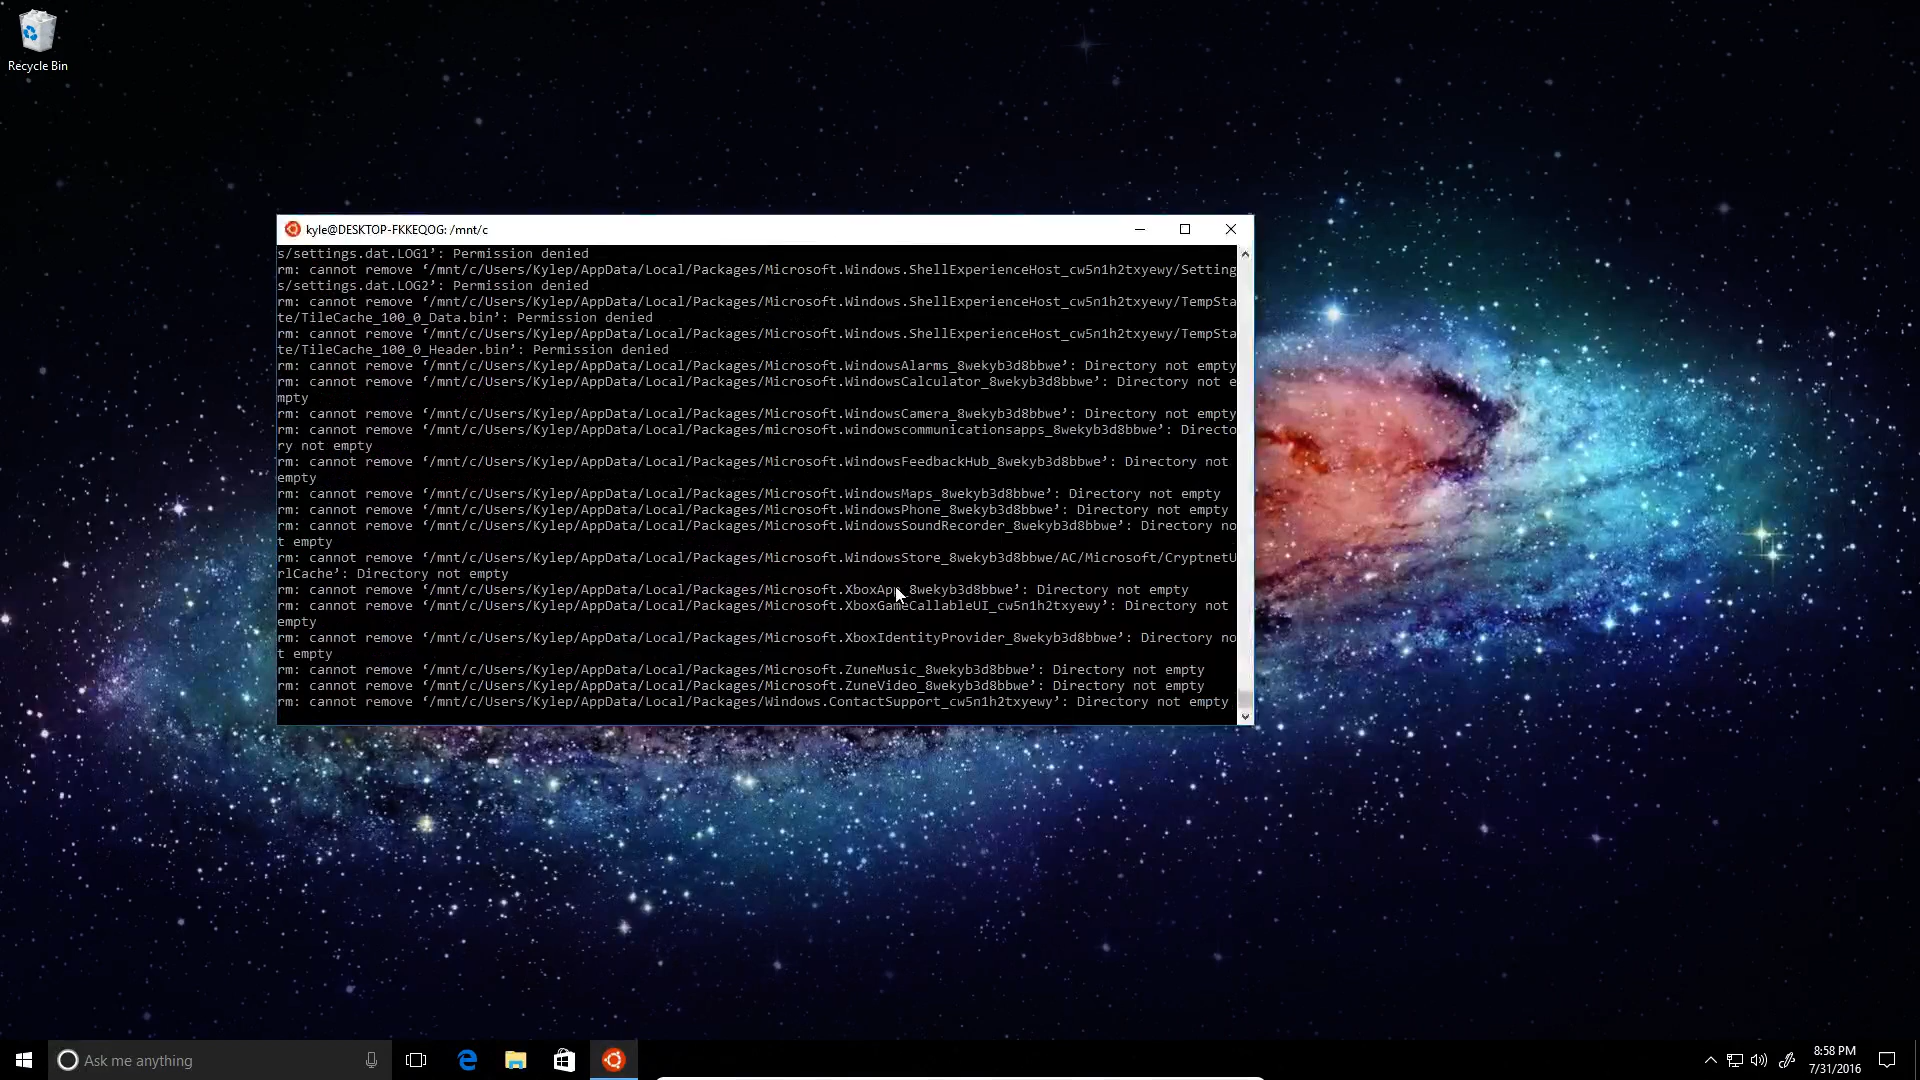 Recycle Bin
kyle@DESKTOP-FKKEQOG: /mnt/c
s/settings.dat.LOG1’: Permission denied
rm: cannot remove ‘/mnt/c/Users/Kylep/AppData/Local/Packages/Microsoft.Windows.ShellExperienceHost_cw5n1h2txyewy/Setting
s/settings.dat.LOG2’: Permission denied
rm: cannot remove ‘/mnt/c/Users/Kylep/AppData/Local/Packages/Microsoft.Windows.ShellExperienceHost_cw5n1h2txyewy/TempSta
te/TileCache_100_0_Data.bin’: Permission denied
rm: cannot remove ‘/mnt/c/Users/Kylep/AppData/Local/Packages/Microsoft.Windows.ShellExperienceHost_cw5n1h2txyewy/TempSta
te/TileCache_100_0_Header.bin’: Permission denied
rm: cannot remove ‘/mnt/c/Users/Kylep/AppData/Local/Packages/Microsoft.WindowsAlarms_8wekyb3d8bbwe’: Directory not empty
rm: cannot remove ‘/mnt/c/Users/Kylep/AppData/Local/Packages/Microsoft.WindowsCalculator_8wekyb3d8bbwe’: Directory not e
mpty
rm: cannot remove ‘/mnt/c/Users/Kylep/AppData/Local/Packages/Microsoft.WindowsCamera_8wekyb3d8bbwe’: Directory not empty
rm: cannot remove ‘/mnt/c/Users/Kylep/AppData/Local/Packages/microsoft.windowscommunicationsapps_8wekyb3d8bbwe’: Directo
ry not empty
rm: cannot remove ‘/mnt/c/Users/Kylep/AppData/Local/Packages/Microsoft.WindowsFeedbackHub_8wekyb3d8bbwe’: Directory not
empty
rm: cannot remove ‘/mnt/c/Users/Kylep/AppData/Local/Packages/Microsoft.WindowsMaps_8wekyb3d8bbwe’: Directory not empty
rm: cannot remove ‘/mnt/c/Users/Kylep/AppData/Local/Packages/Microsoft.WindowsPhone_8wekyb3d8bbwe’: Directory not empty
rm: cannot remove ‘/mnt/c/Users/Kylep/AppData/Local/Packages/Microsoft.WindowsSoundRecorder_8wekyb3d8bbwe’: Directory no
t empty
rm: cannot remove ‘/mnt/c/Users/Kylep/AppData/Local/Packages/Microsoft.WindowsStore_8wekyb3d8bbwe/AC/Microsoft/CryptnetU
rlCache’: Directory not empty
rm: cannot remove ‘/mnt/c/Users/Kylep/AppData/Local/Packages/Microsoft.XboxApp_8wekyb3d8bbwe’: Directory not empty
rm: cannot remove ‘/mnt/c/Users/Kylep/AppData/Local/Packages/Microsoft.XboxGameCallableUI_cw5n1h2txyewy’: Directory not
empty
rm: cannot remove ‘/mnt/c/Users/Kylep/AppData/Local/Packages/Microsoft.XboxIdentityProvider_8wekyb3d8bbwe’: Directory no
t empty
rm: cannot remove ‘/mnt/c/Users/Kylep/AppData/Local/Packages/Microsoft.ZuneMusic_8wekyb3d8bbwe’: Directory not empty
rm: cannot remove ‘/mnt/c/Users/Kylep/AppData/Local/Packages/Microsoft.ZuneVideo_8wekyb3d8bbwe’: Directory not empty
rm: cannot remove ‘/mnt/c/Users/Kylep/AppData/Local/Packages/Windows.ContactSupport_cw5n1h2txyewy’: Directory not empty
Ask me anything
8:58 PM
7/31/2016